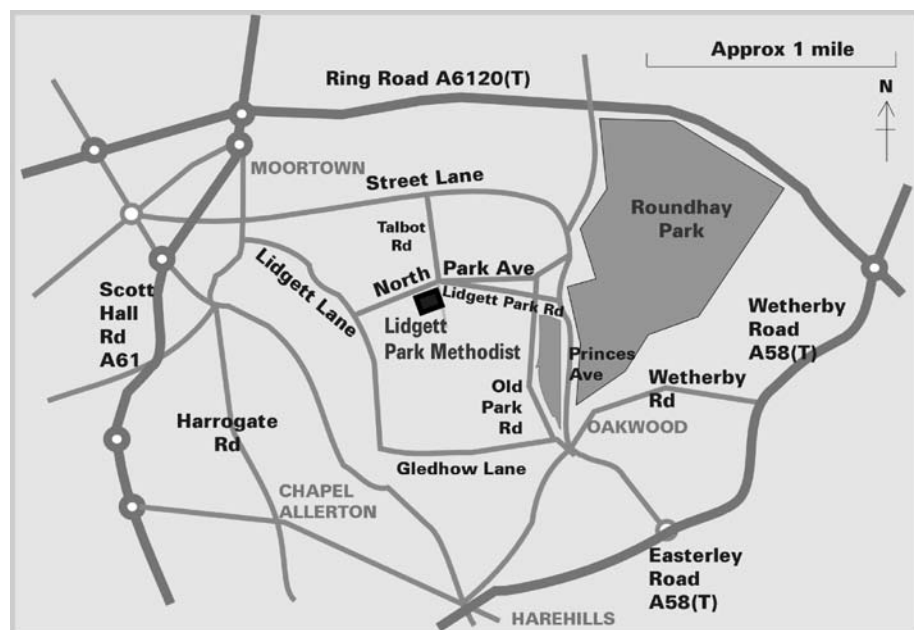 Approx 1 mile
Ring Road A6120(T)
N
MOORTOWN
Street Lane
Roundhay
Park
Talbot
Rd
Lidgett Lane
North
Park Ave
Lidgett Park Rd
Scott
Hall
Rd
A61
Lidgett
Park Methodist
Wetherby
Road
A58(T)
Princes
Ave
Wetherby
Rd
Old
Park
Rd
Harrogate
Rd
OAKWOOD
Gledhow Lane
CHAPEL
ALLERTON
Easterley
Road
A58(T)
HAREHILLS